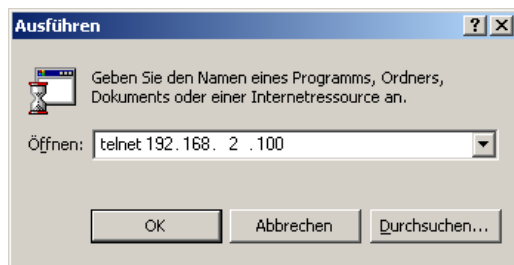 Ausführen
Geben Sie den Namen eines Programms, Ordners,
Dokuments oder einer Internetressource an.
Öffnen: telnet 192.168. 2 .100
OK Abbrechen Durchsuchen...